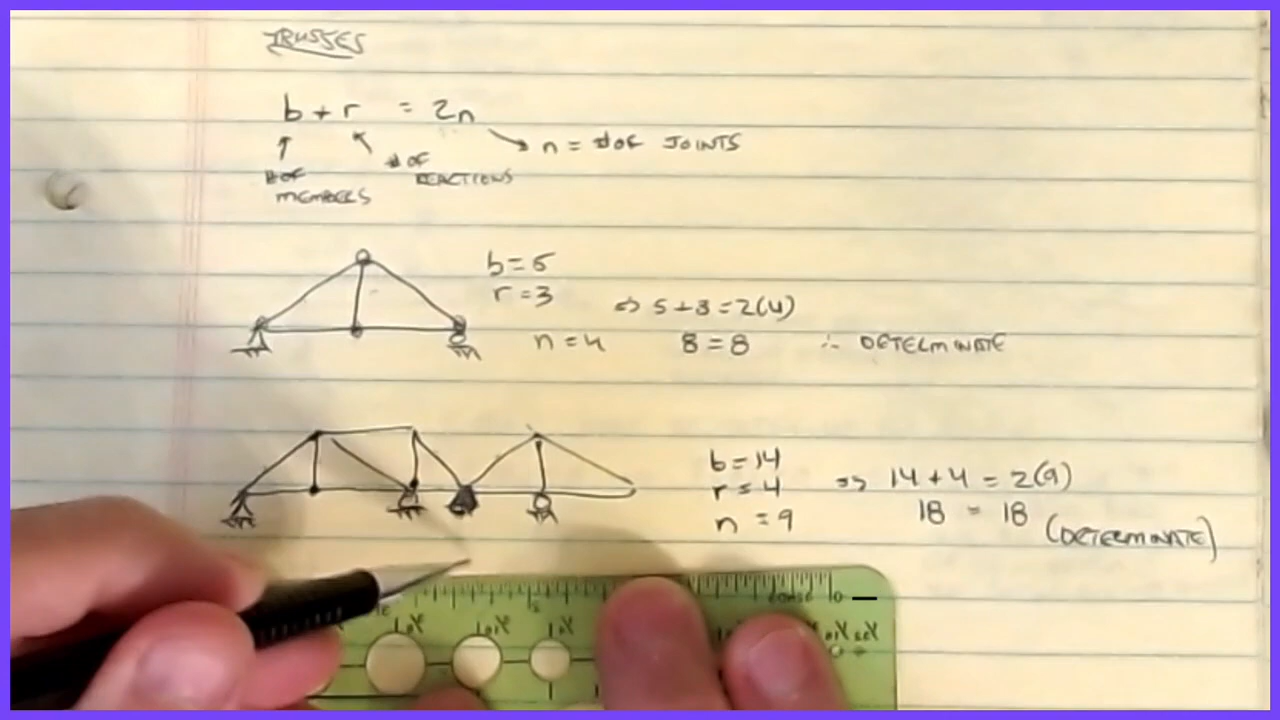 TRUSSES
b + r = 2n
n = # OF JOINTS
# OF REACTIONS
# OF MEMBERS
b = 5
r = 3
n = 4
⇒ 5 + 3 = 2(4)
8 = 8 ∴ DETERMINATE
b = 14
r = 4
n = 9
⇒ 14 + 4 = 2(9)
18 = 18
(DETERMINATE)